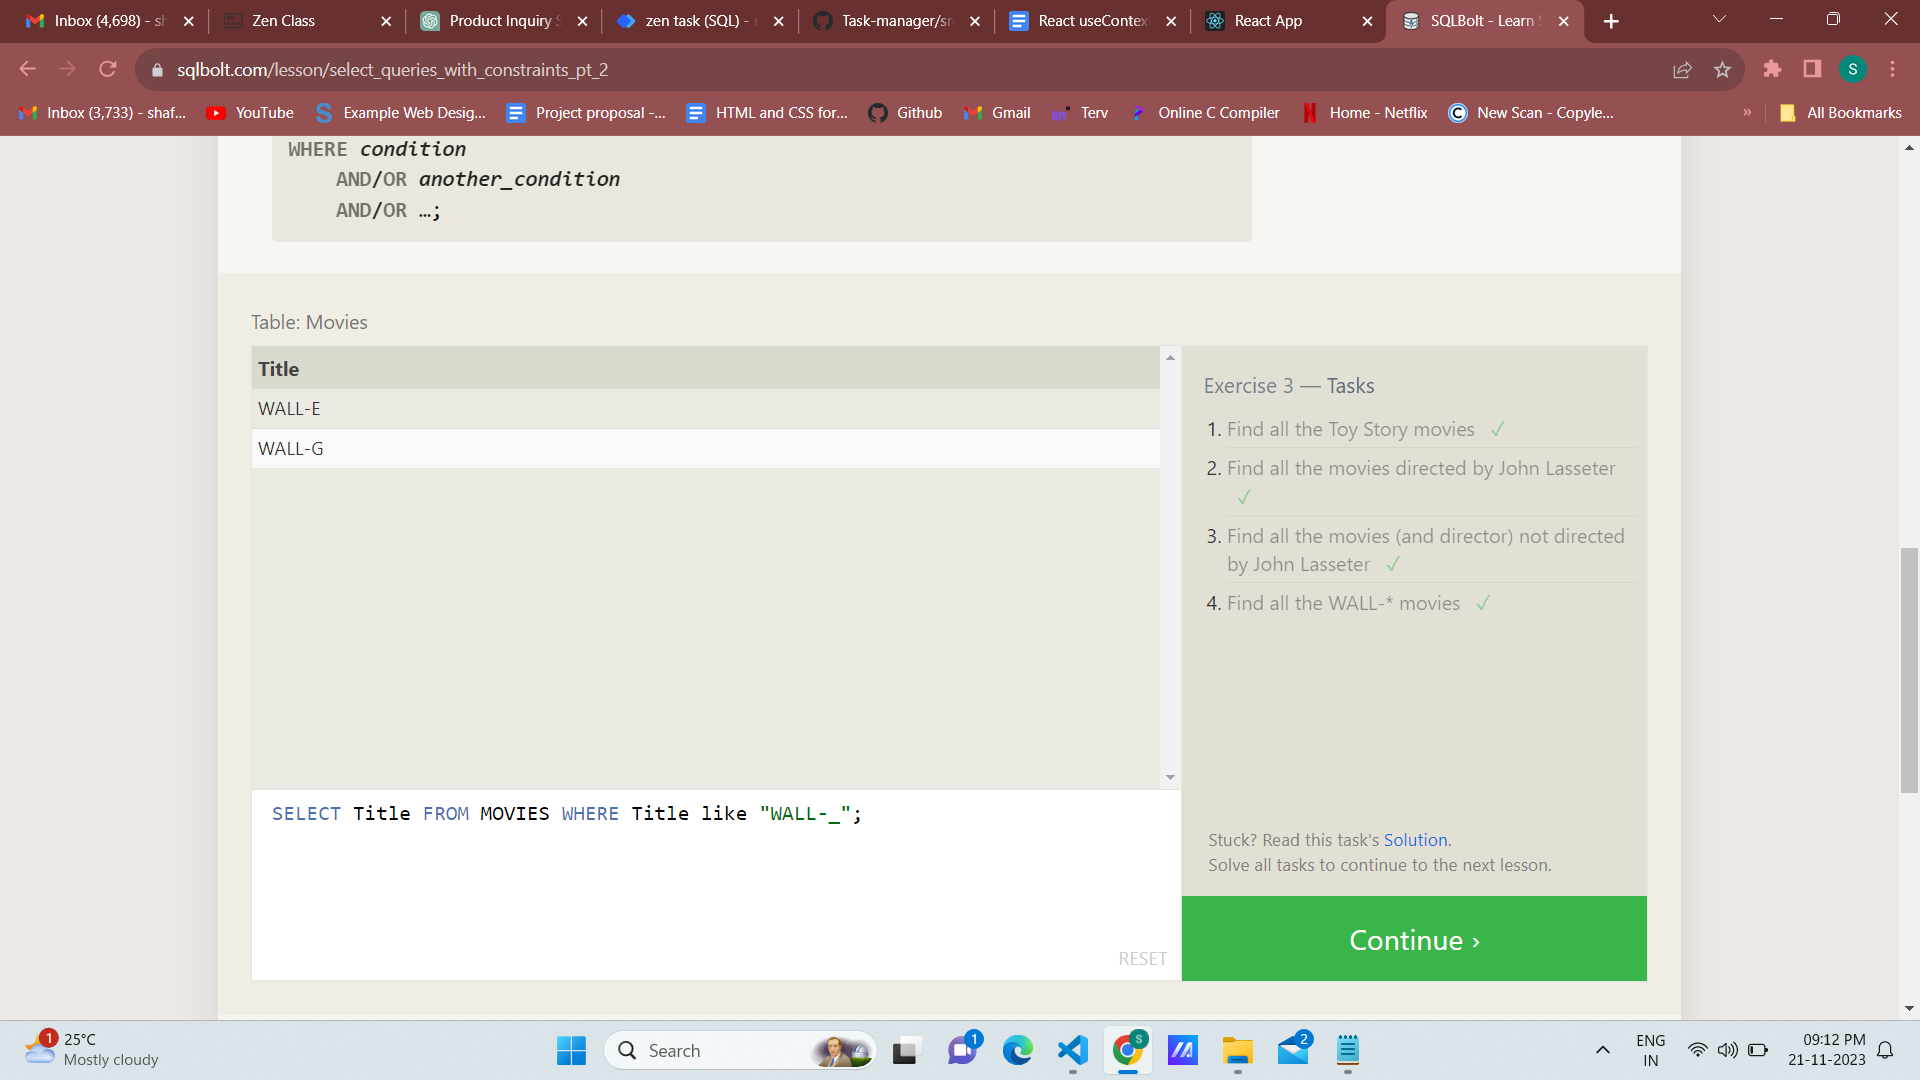 Inbox (4,698) - sh
Zen Class
Product Inquiry S
zen task (SQL) - r
Task-manager/sr
React useContext
React App
SQLBolt - Learn S
sqlbolt.com/lesson/select_queries_with_constraints_pt_2
S
Inbox (3,733) - shaf...
YouTube
Example Web Desig...
Project proposal -...
HTML and CSS for...
Github
Gmail
Terv
Online C Compiler
Home - Netflix
New Scan - Copyle...
»
All Bookmarks
WHERE condition
AND/OR another_condition
AND/OR …;
Table: Movies
Title
WALL-E
WALL-G
SELECT Title FROM MOVIES WHERE Title like "WALL-_";
RESET
Exercise 3 — Tasks
1. Find all the Toy Story movies ✓
2. Find all the movies directed by John Lasseter
✓
3. Find all the movies (and director) not directed
by John Lasseter ✓
4. Find all the WALL-* movies ✓
Stuck? Read this task's Solution.
Solve all tasks to continue to the next lesson.
Continue ›
1
25°C
Mostly cloudy
Search
1
S
2
ENG
IN
09:12 PM
21-11-2023